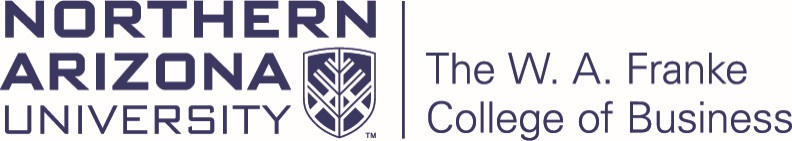 NORTHERN
ARIZONA
UNIVERSITY
TM
The W. A. Franke
College of Business